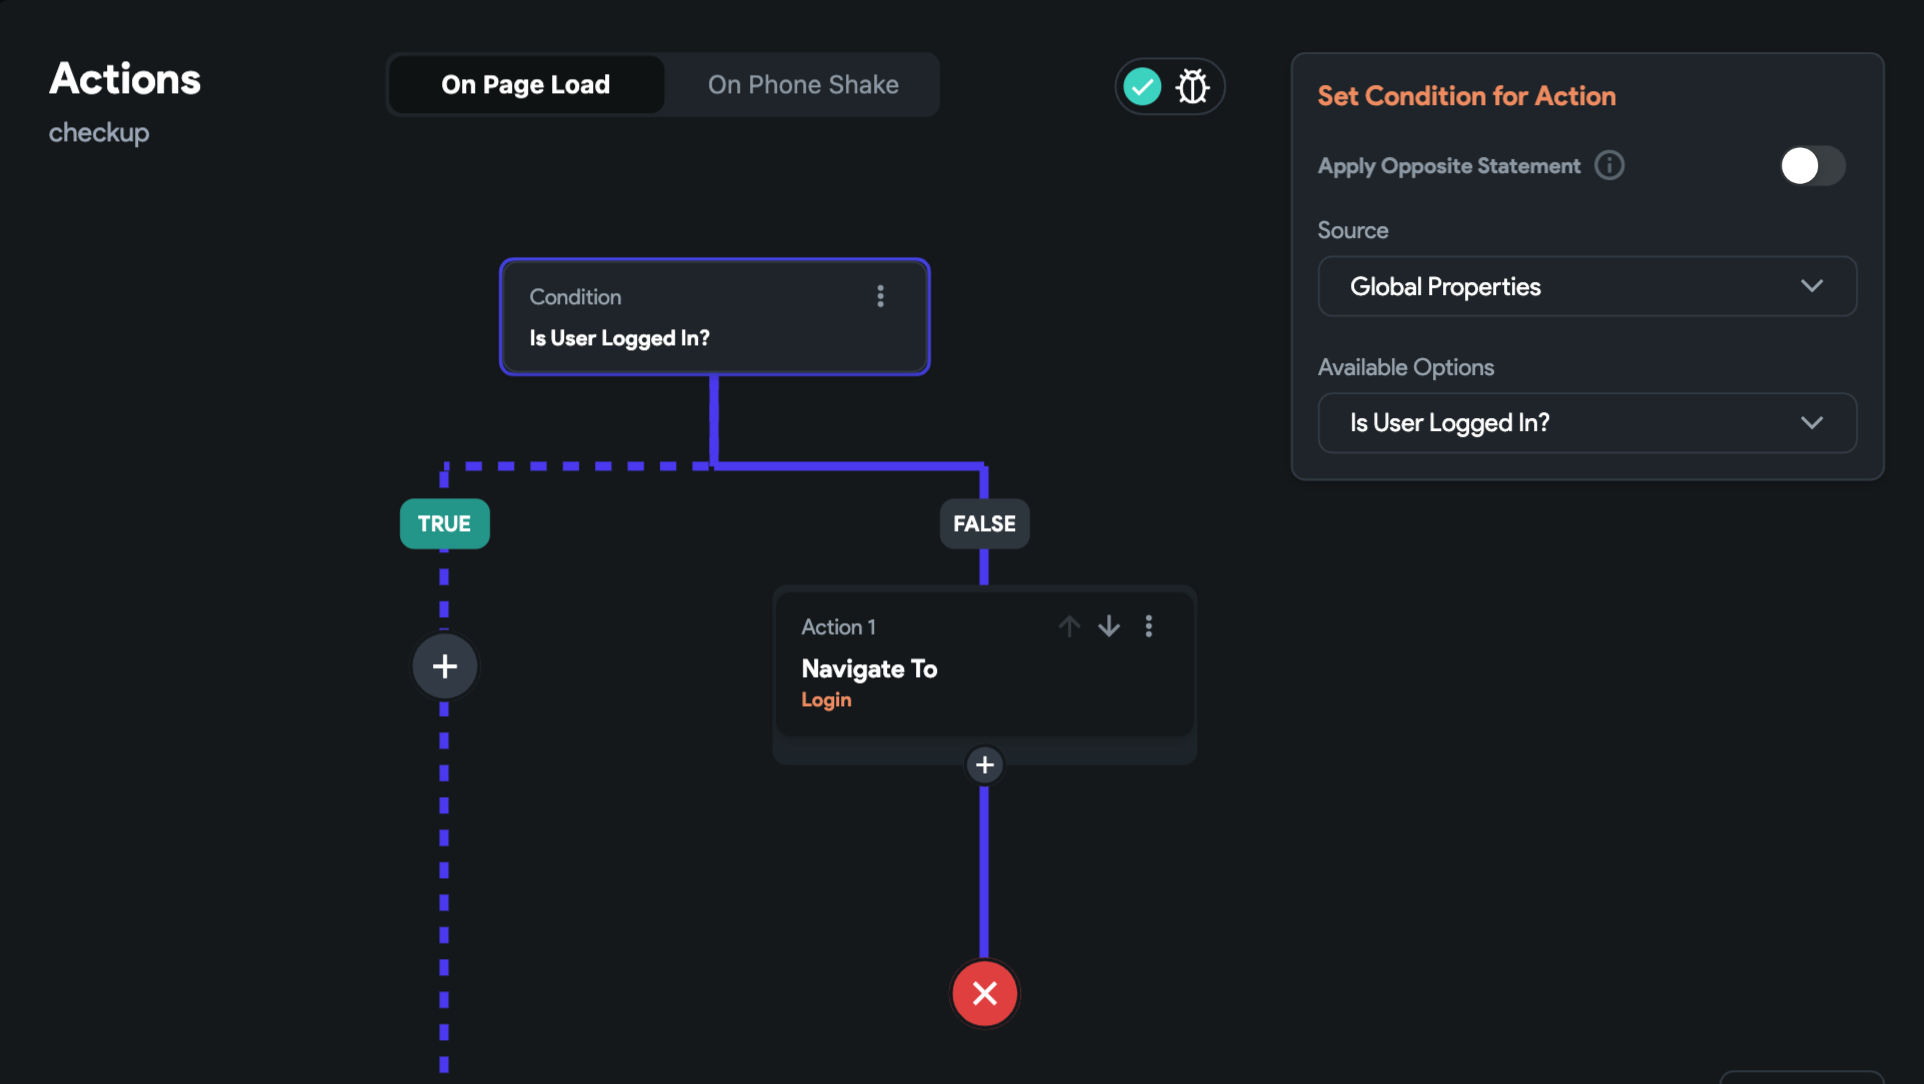 Actions
checkup
On Page Load
On Phone Shake
Set Condition for Action
Apply Opposite Statement
Source
Global Properties
Available Options
Is User Logged In?
Condition
Is User Logged In?
TRUE
FALSE
Action 1
Navigate To
Login